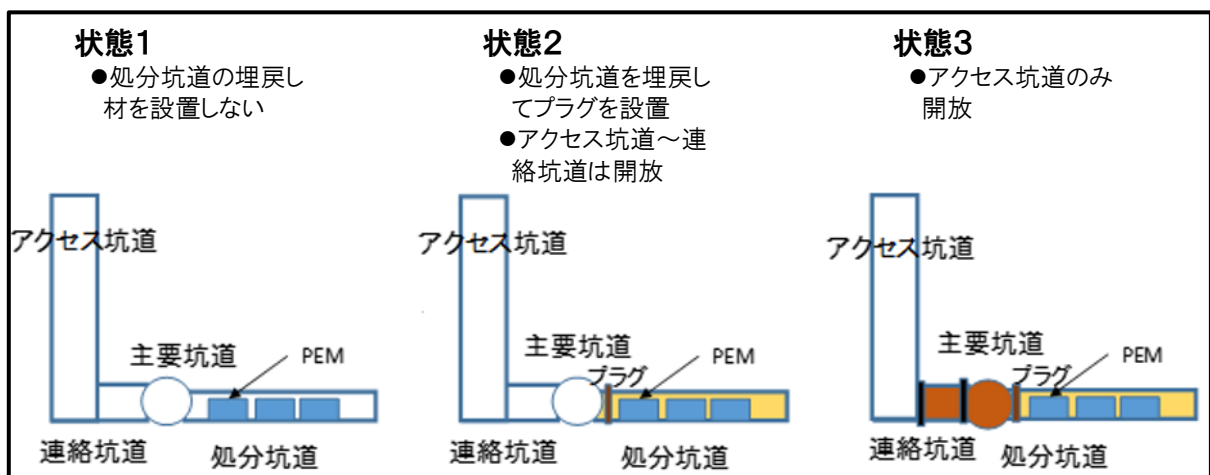 状態1
●処分坑道の埋戻し
材を設置しない
アクセス坑道
主要坑道
PEM
連絡坑道
処分坑道
状態2
●処分坑道を埋戻し
てプラグを設置
●アクセス坑道～連
絡坑道は開放
アクセス坑道
主要坑道
プラグ
PEM
連絡坑道
処分坑道
状態3
●アクセス坑道のみ
開放
アクセス坑道
主要坑道
プラグ
PEM
連絡坑道
処分坑道